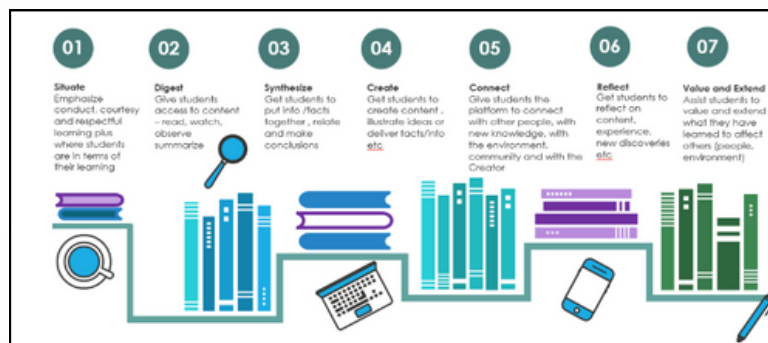 01
Situate
Emphasize
conduct, courtesy
and respectful
learning plus
where students
are in terms of
their learning
02
Digest
Give students
access to content
– read, watch,
observe
summarize
03
Synthesize
Get students to
put info /facts
together , relate
and make
conclusions
04
Create
Get students to
create content ,
illustrate ideas or
deliver facts/info
etc
05
Connect
Give students the
platform to connect
with other people, with
new knowledge, with
the environment,
community and with the
Creator
06
Reflect
Get students to
reflect on
content,
experience,
new discoveries
etc
07
Value and Extend
Assist students to
value and extend
what they have
learned to affect
others (people,
environment)